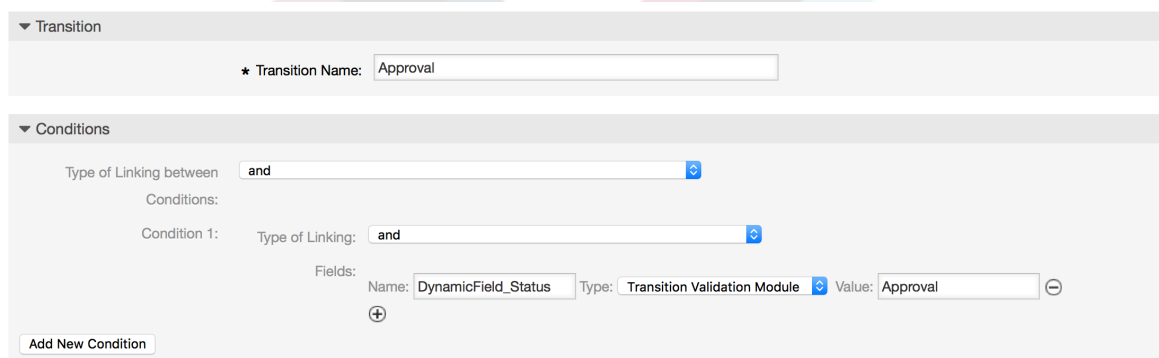 Transition
* Transition Name: Approval
Conditions
Type of Linking between and
Conditions:
Condition 1: Type of Linking: and
Fields:
Name: DynamicField_Status Type: Transition Validation Module Value: Approval
Add New Condition